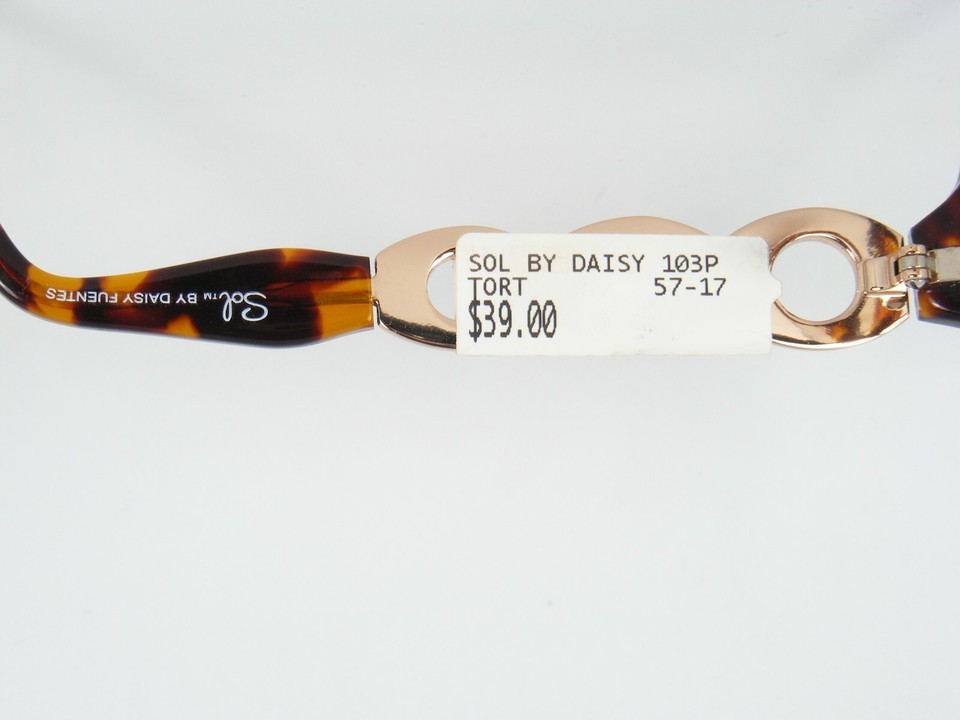 SOL BY DAISY 103P
TORT 57-17
$39.00
Sol™ BY DAISY FUENTES